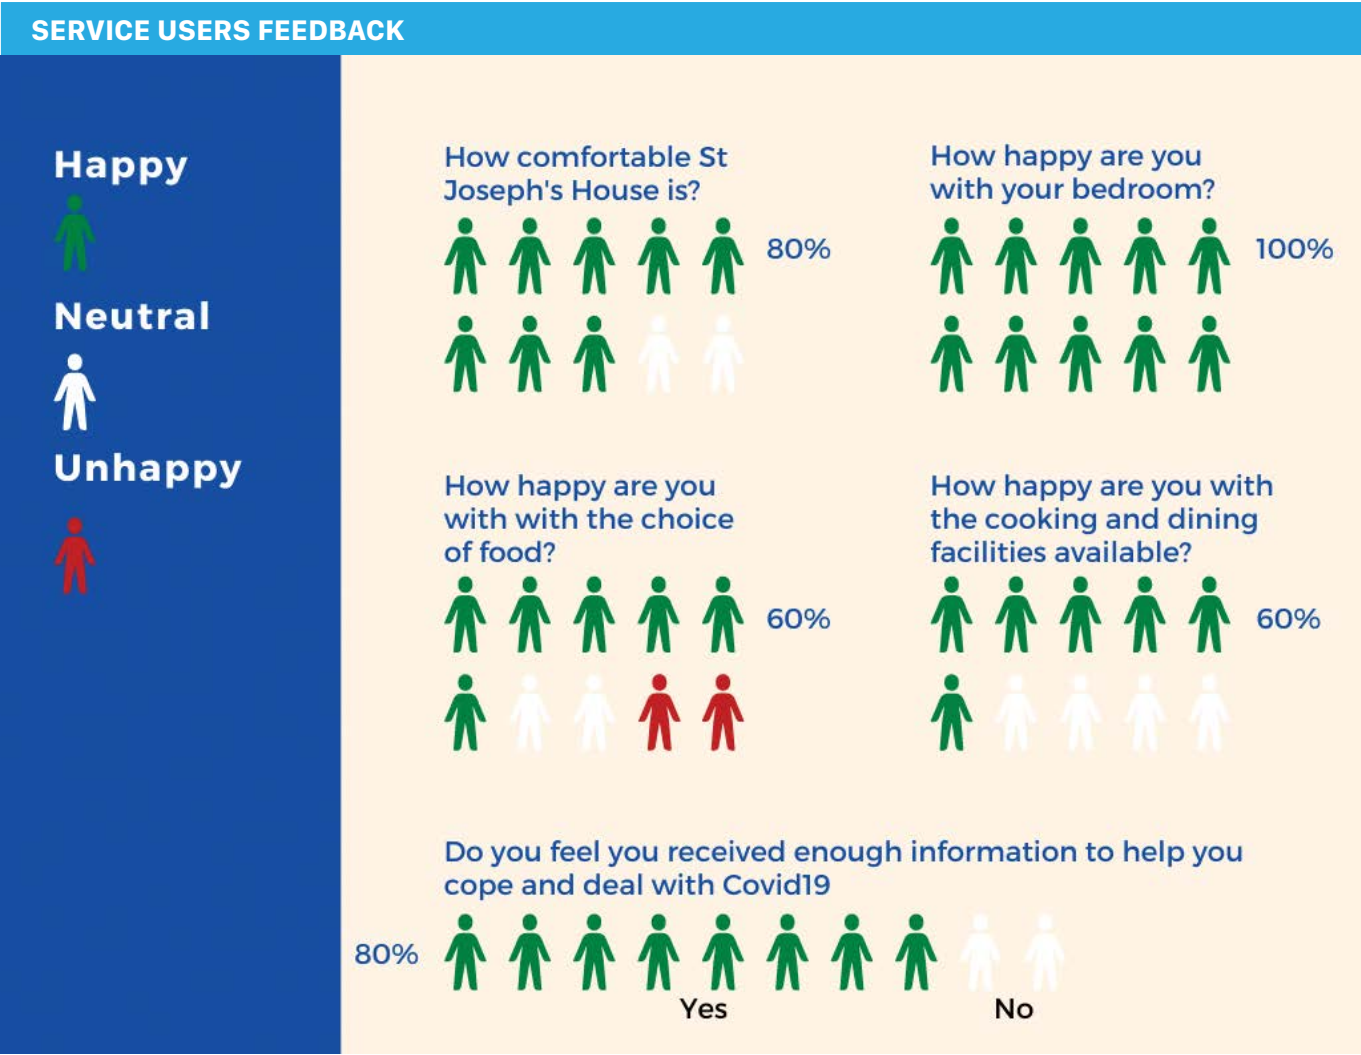 SERVICE USERS FEEDBACK
Happy
Neutral
Unhappy
How comfortable St
Joseph's House is?
80%
How happy are you
with your bedroom?
100%
How happy are you
with with the choice
of food?
60%
How happy are you with
the cooking and dining
facilities available?
60%
Do you feel you received enough information to help you
cope and deal with Covid19
80%
Yes
No